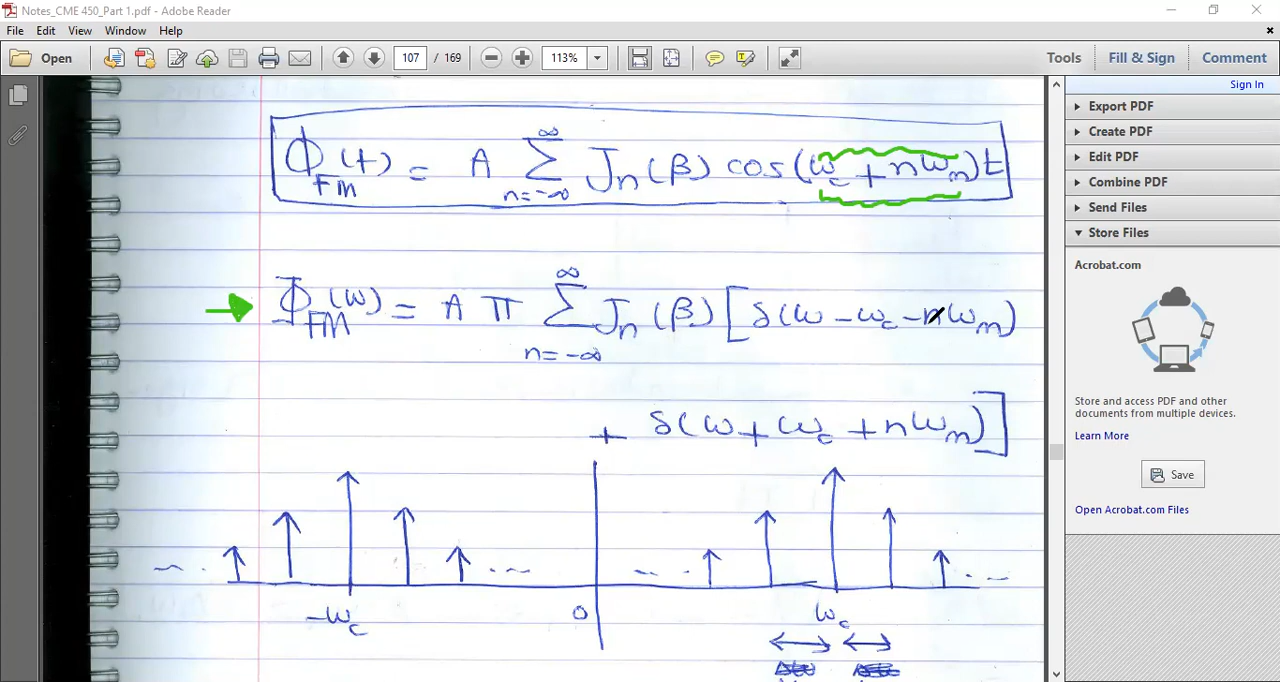 Notes_CME 450_Part 1.pdf - Adobe Reader
File Edit View Window Help
Open 107 / 169 113% Tools Fill & Sign Comment
Sign In
Export PDF
Create PDF
Edit PDF
Combine PDF
Send Files
Store Files
Acrobat.com
Store and access PDF and other
documents from multiple devices.
Learn More
Save
Open Acrobat.com Files
Φ_FM(t) = A ∑_{n=-∞}^{∞} J_n(β) cos(ω_c + nω_m)t
Φ_FM(ω) = A π ∑_{n=-∞}^{∞} J_n(β) [δ(ω - ω_c - nω_m)
+ δ(ω + ω_c + nω_m)]
-- . . . -- -- . . . --
-ω_c 0 ω_c